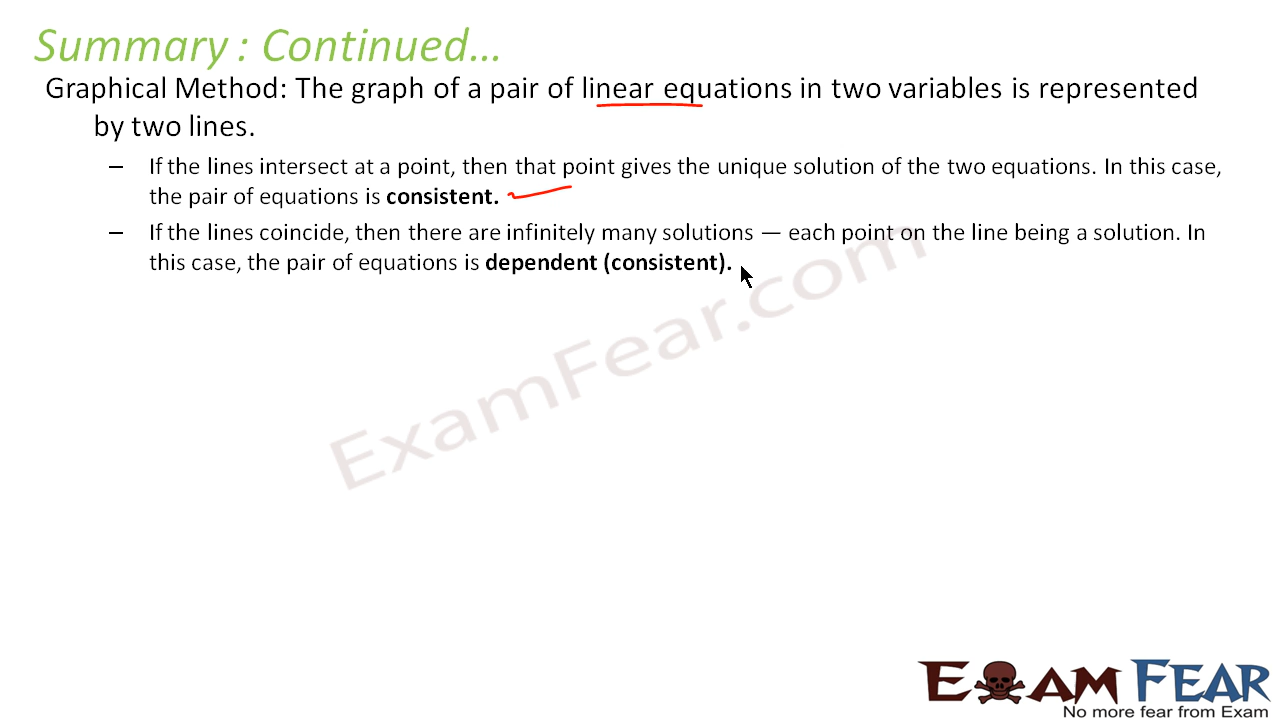 Summary : Continued...
Graphical Method: The graph of a pair of linear equations in two variables is represented
by two lines.
– If the lines intersect at a point, then that point gives the unique solution of the two equations. In this case,
the pair of equations is consistent.
– If the lines coincide, then there are infinitely many solutions — each point on the line being a solution. In
this case, the pair of equations is dependent (consistent).
ExamFear.com
EXAM FEAR
No more fear from Exam